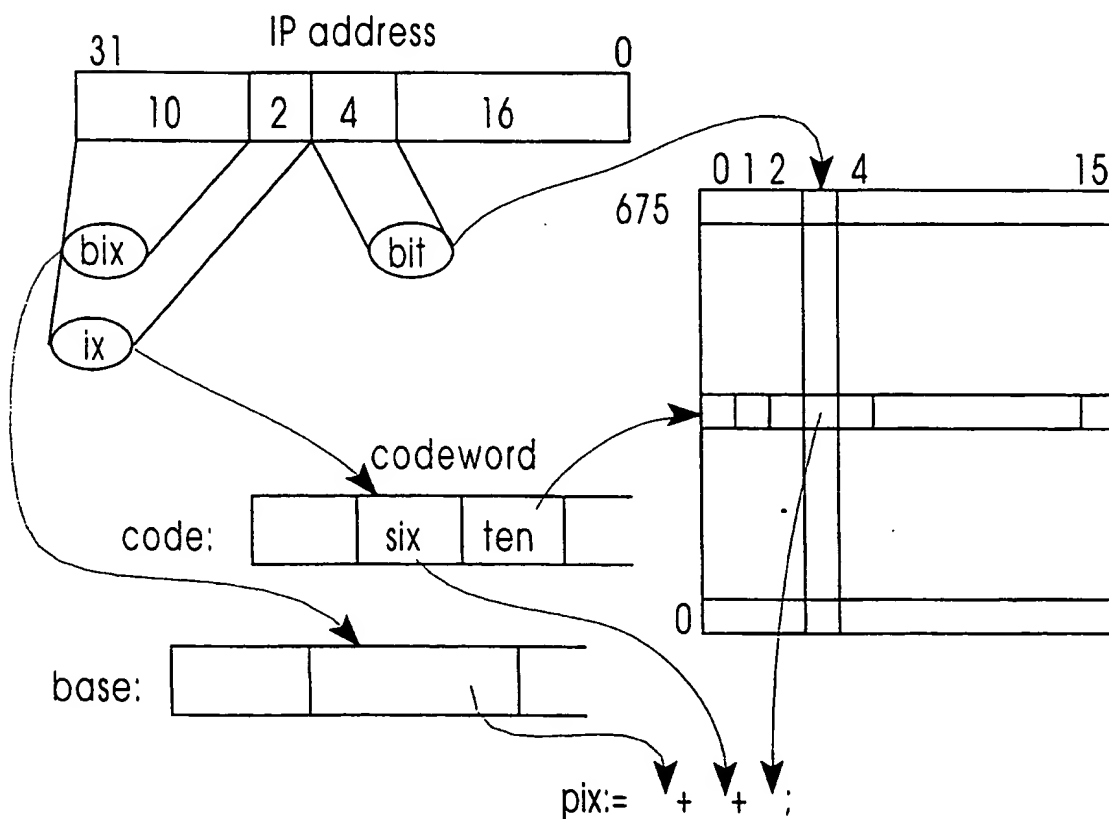 IP address
31 0
10 2 4 16
0 1 2 4 15
675
bix
bit
ix
codeword
code: six ten
0
base:
pix:= + + ;